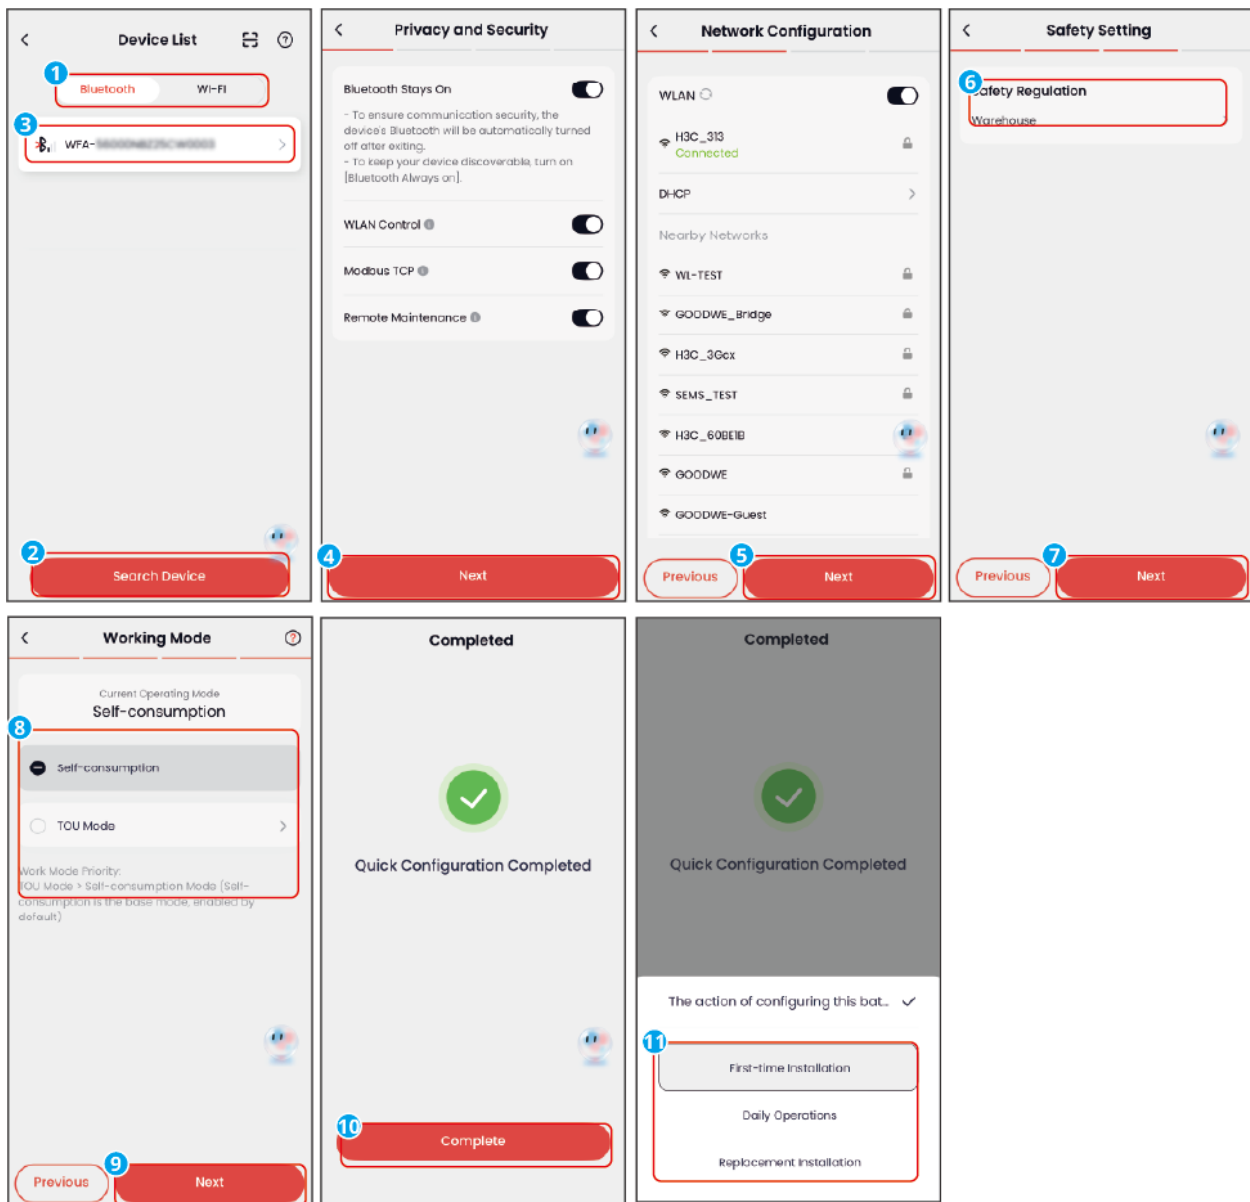 Device List
1
Bluetooth
WI-FI
3
WFA-
2
Search Device
Privacy and Security
Bluetooth Stays On
- To ensure communication security, the
device's Bluetooth will be automatically turned
off after exiting.
- To keep your device discoverable, turn on
[Bluetooth Always on].
WLAN Control
Modbus TCP
Remote Maintenance
4
Next
Network Configuration
WLAN
H3C_313
Connected
DHCP
Nearby Networks
WL-TEST
GOODWE_Bridge
H3C_3Gcx
SEMS_TEST
H3C_60BE1B
GOODWE
GOODWE-Guest
5
Previous
Next
Safety Setting
6
Safety Regulation
Warehouse
7
Previous
Next
Working Mode
Current Operating Mode
Self-consumption
8
Self-consumption
TOU Mode
Work Mode Priority:
TOU Mode > Self-consumption Mode (Self-
consumption is the base mode, enabled by
default)
9
Previous
Next
Completed
Quick Configuration Completed
10
Complete
Completed
Quick Configuration Completed
The action of configuring this bat...
11
First-time Installation
Daily Operations
Replacement Installation